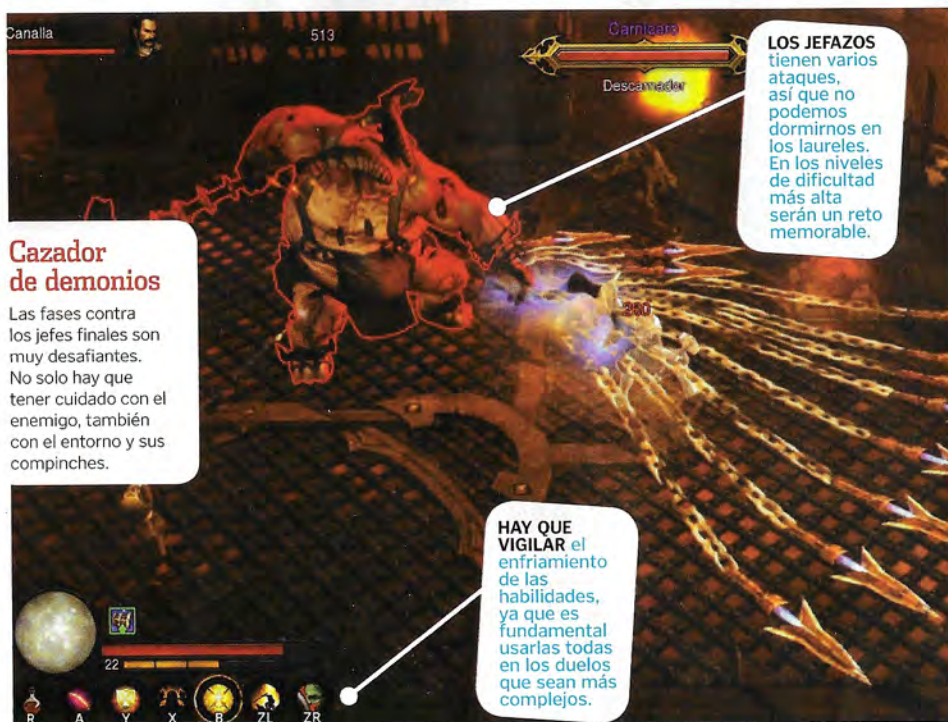 Canalla
513
Carnicero
Descamador
LOS JEFAZOS
tienen varios
ataques,
así que no
podemos
dormirnos en
los laureles.
En los niveles
de dificultad
más alta
serán un reto
memorable.
Cazador
de demonios
Las fases contra
los jefes finales son
muy desafiantes.
No solo hay que
tener cuidado con el
enemigo, también
con el entorno y sus
compinches.
HAY QUE
VIGILAR el
enfriamiento
de las
habilidades,
ya que es
fundamental
usarlas todas
en los duelos
que sean más
complejos.
22
R A Y X B ZL ZR